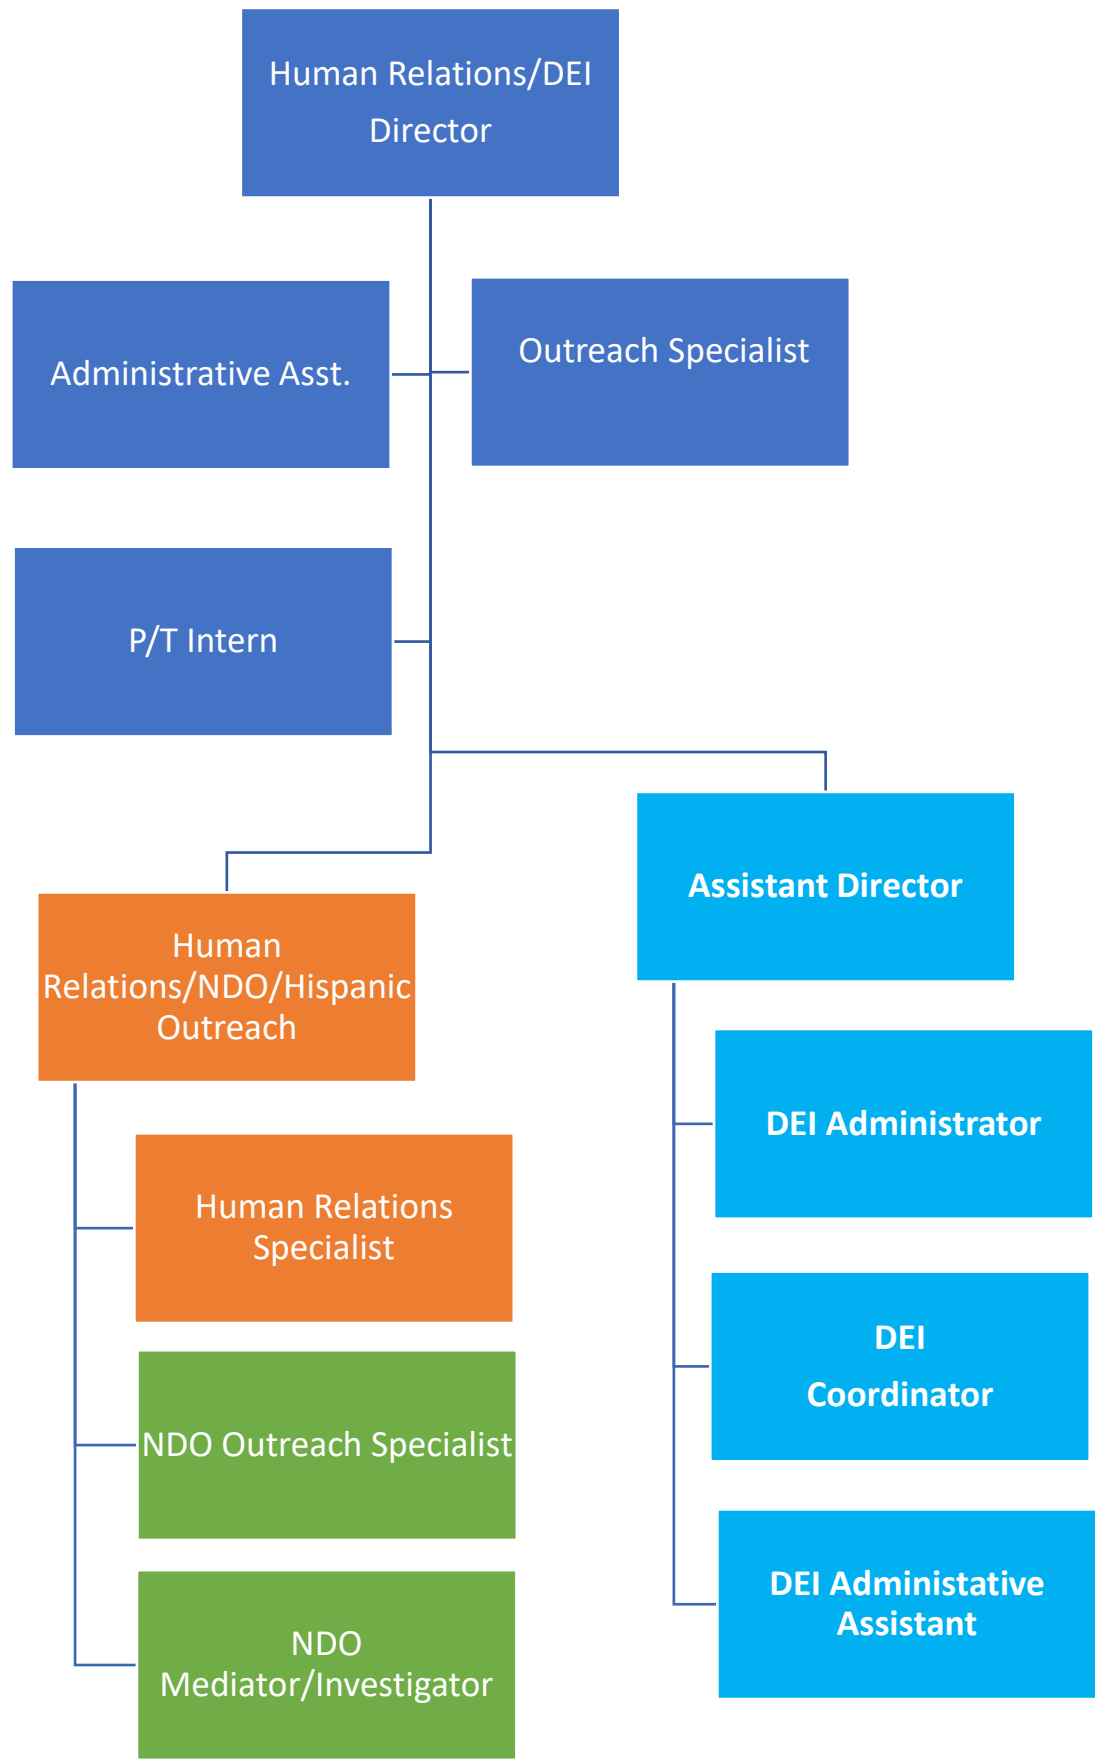 Human Relations/DEI
Director
Administrative Asst.
Outreach Specialist
P/T Intern
Assistant Director
Human
Relations/NDO/Hispanic
Outreach
DEI Administrator
Human Relations
Specialist
DEI
Coordinator
NDO Outreach Specialist
DEI Administative
Assistant
NDO
Mediator/Investigator